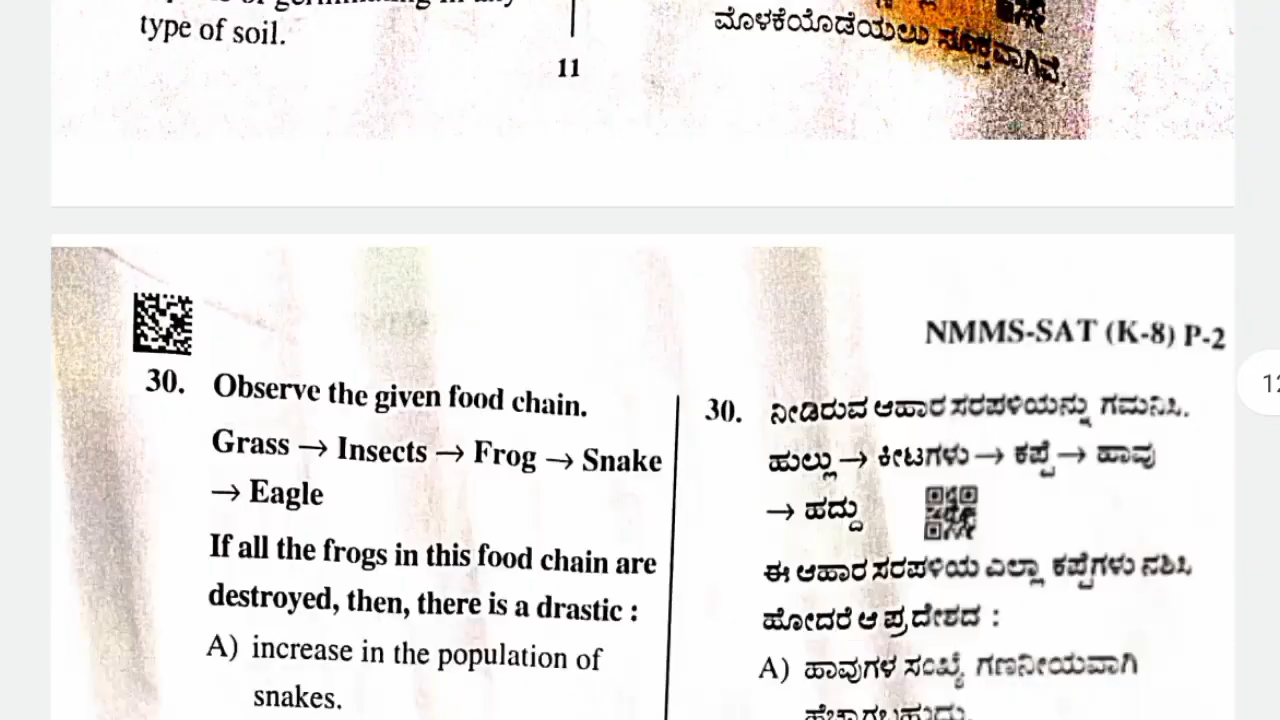 type of soil.
ಮೊಳಕೆಯೊಡೆಯಲು ಸೂಕ್ತವಾಗಿವೆ.
11
NMMS-SAT (K-8) P-2
30. Observe the given food chain.
Grass → Insects → Frog → Snake
→ Eagle
If all the frogs in this food chain are
destroyed, then, there is a drastic :
A) increase in the population of
snakes.
30. ನೀಡಿರುವ ಆಹಾರ ಸರಪಳಿಯನ್ನು ಗಮನಿಸಿ.
ಹುಲ್ಲು → ಕೀಟಗಳು → ಕಪ್ಪೆ → ಹಾವು
→ ಹದ್ದು
ಈ ಆಹಾರ ಸರಪಳಿಯ ಎಲ್ಲಾ ಕಪ್ಪೆಗಳು ನಶಿಸಿ
ಹೋದರೆ ಆ ಪ್ರದೇಶದ :
A) ಹಾವುಗಳ ಸಂಖ್ಯೆ ಗಣನೀಯವಾಗಿ